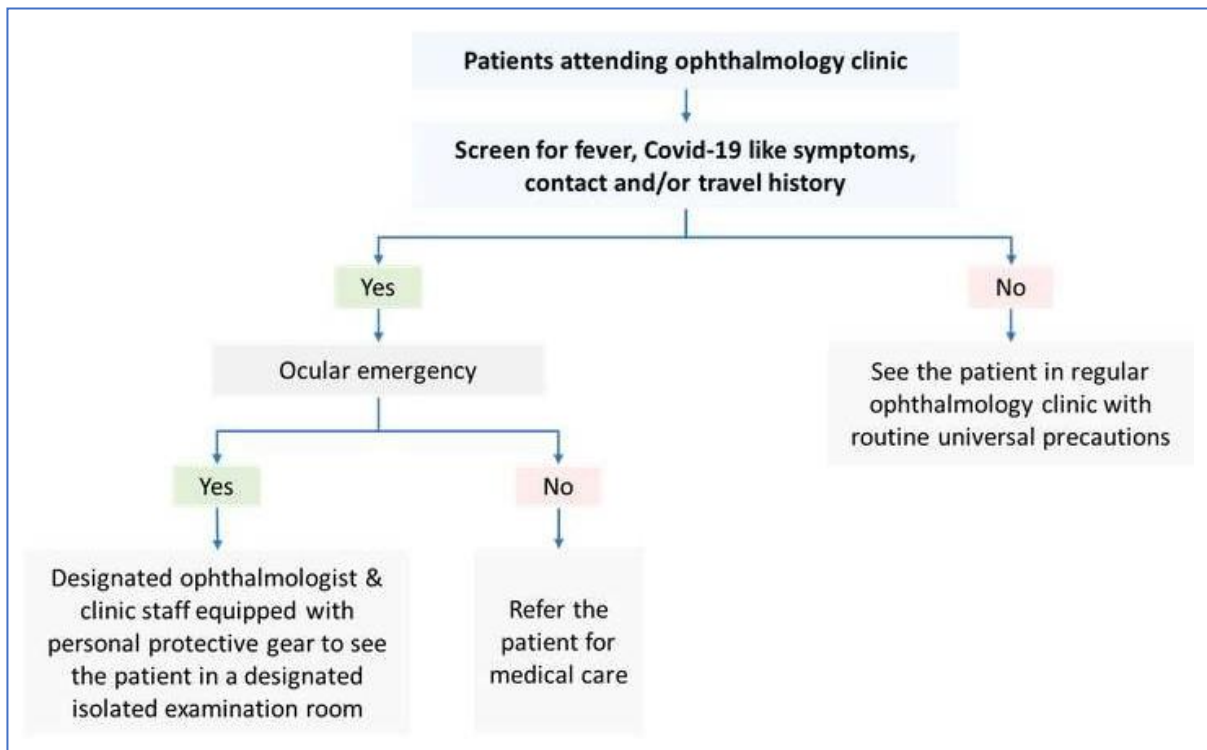 Patients attending ophthalmology clinic
Screen for fever, Covid-19 like symptoms,
contact and/or travel history
Yes
No
Ocular emergency
See the patient in regular
ophthalmology clinic with
routine universal precautions
Yes
No
Designated ophthalmologist &
clinic staff equipped with
personal protective gear to see
the patient in a designated
isolated examination room
Refer the
patient for
medical care